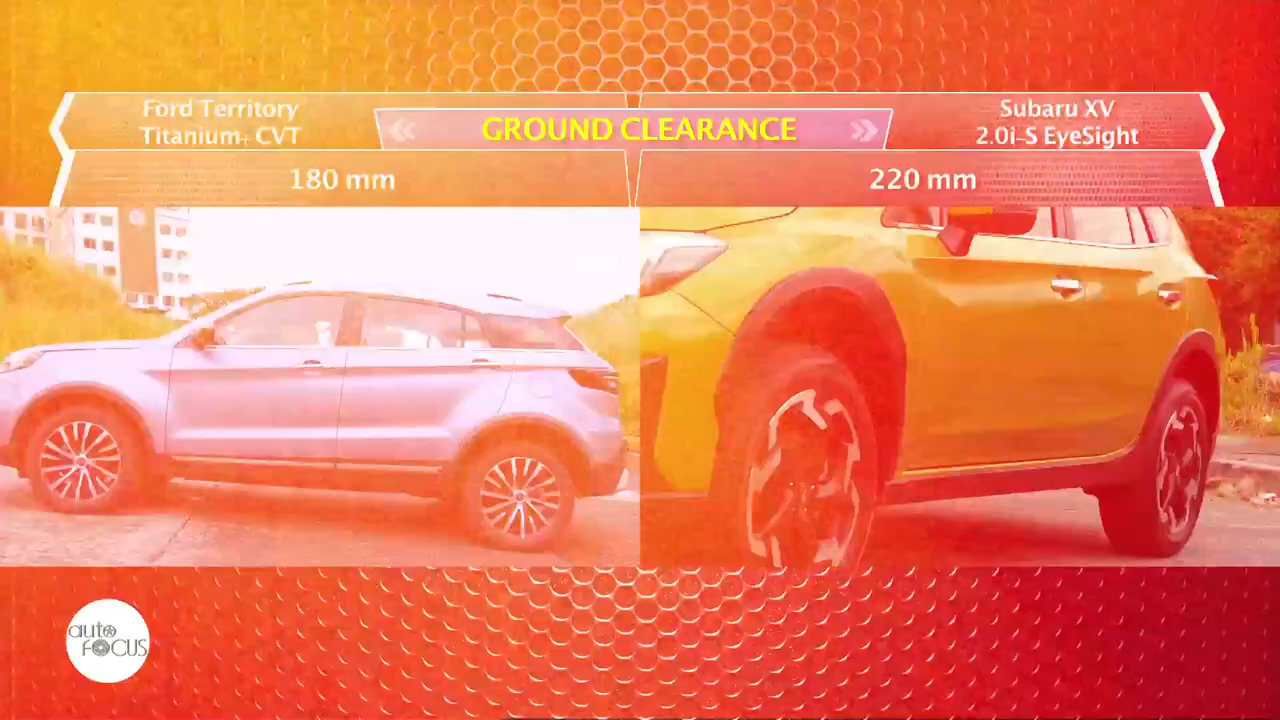 Ford Territory
Titanium+ CVT
GROUND CLEARANCE
Subaru XV
2.0i-S EyeSight
180 mm
220 mm
auto
FOCUS